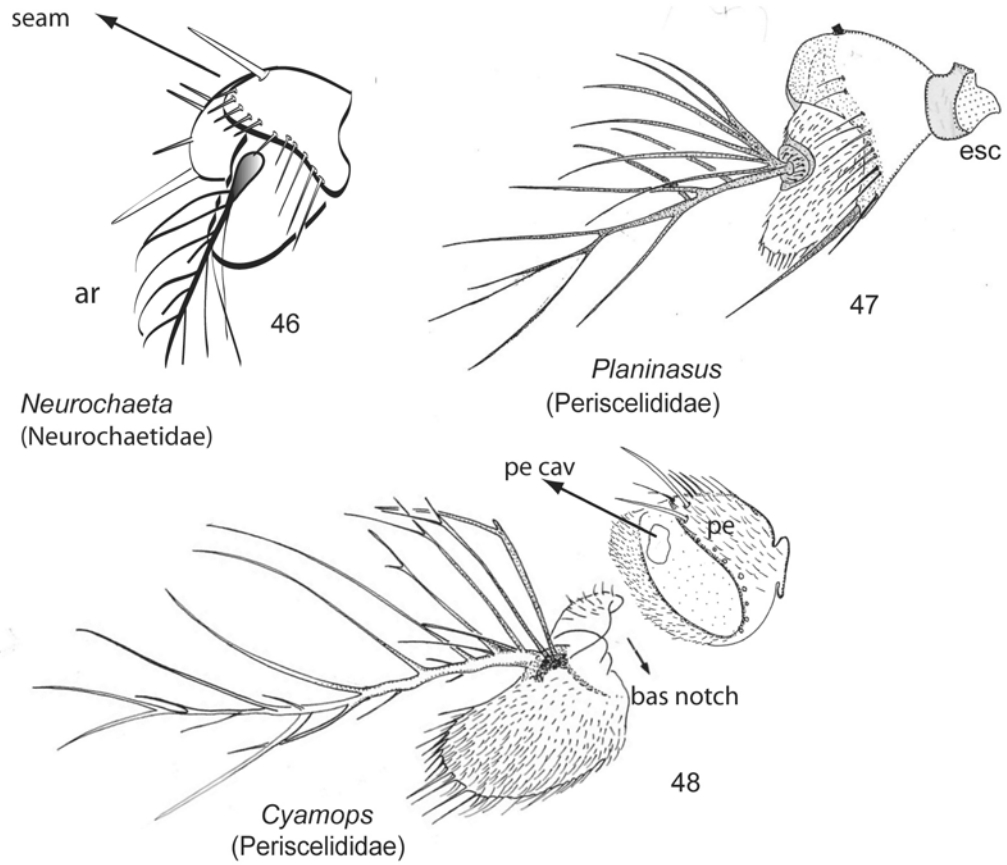 seam
ar
46
Neurochaeta
(Neurochaetidae)
esc
47
Planinasus
(Periscelididae)
pe cav
pe
bas notch
48
Cyamops
(Periscelididae)